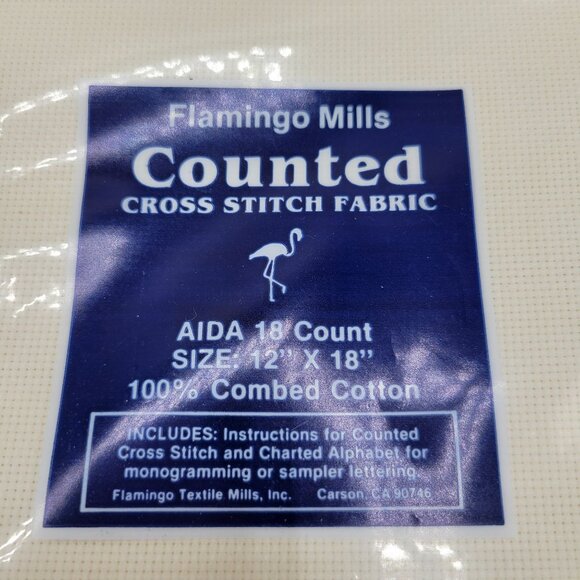 Flamingo Mills
Counted
CROSS STITCH FABRIC
AIDA 18 Count
SIZE: 12" X 18"
100% Combed Cotton
INCLUDES: Instructions for Counted
Cross Stitch and Charted Alphabet for
monogramming or sampler lettering.
Flamingo Textile Mills, Inc. Carson, CA 90746